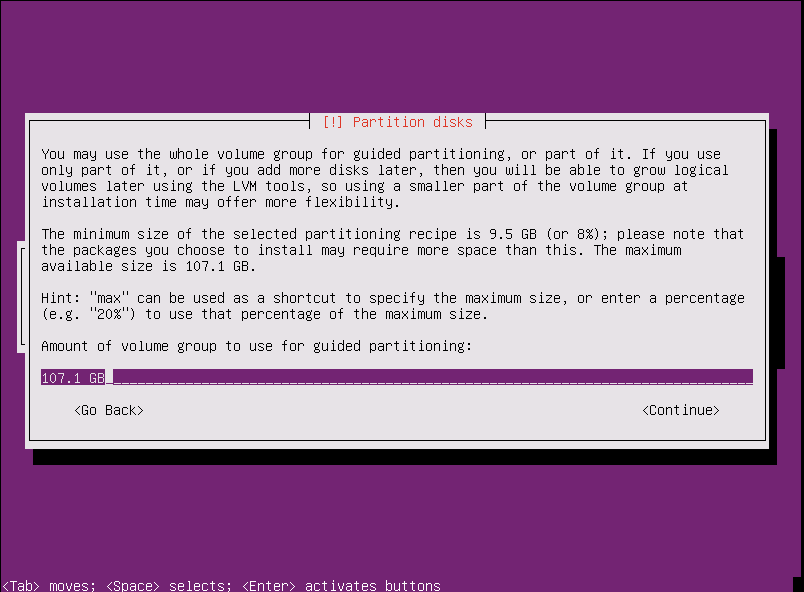 [!] Partition disks
You may use the whole volume group for guided partitioning, or part of it. If you use
only part of it, or if you add more disks later, then you will be able to grow logical
volumes later using the LVM tools, so using a smaller part of the volume group at
installation time may offer more flexibility.
The minimum size of the selected partitioning recipe is 9.5 GB (or 8%); please note that
the packages you choose to install may require more space than this. The maximum
available size is 107.1 GB.
Hint: "max" can be used as a shortcut to specify the maximum size, or enter a percentage
(e.g. "20%") to use that percentage of the maximum size.
Amount of volume group to use for guided partitioning:
107.1 GB
<Go Back> <Continue>
<Tab> moves; <Space> selects; <Enter> activates buttons